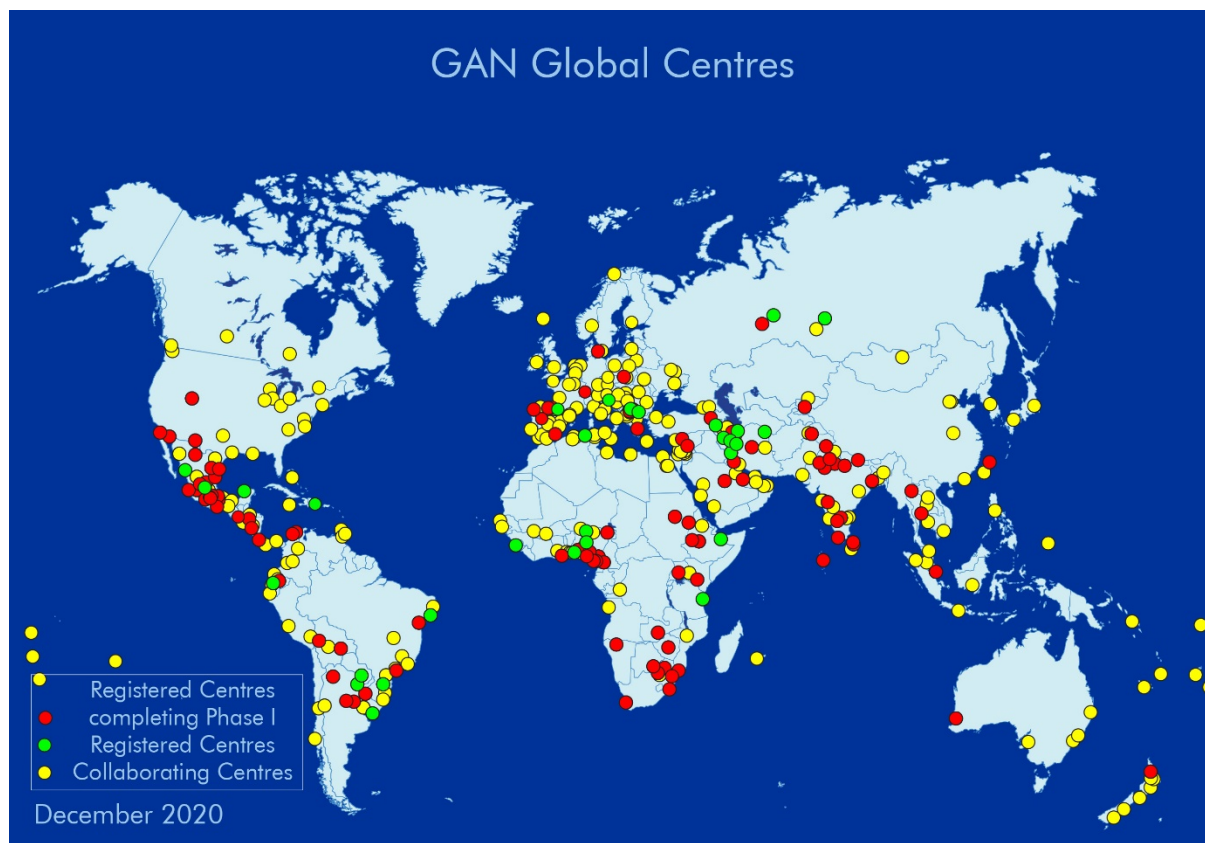 GAN Global Centres
Registered Centres
completing Phase I
Registered Centres
Collaborating Centres
December 2020